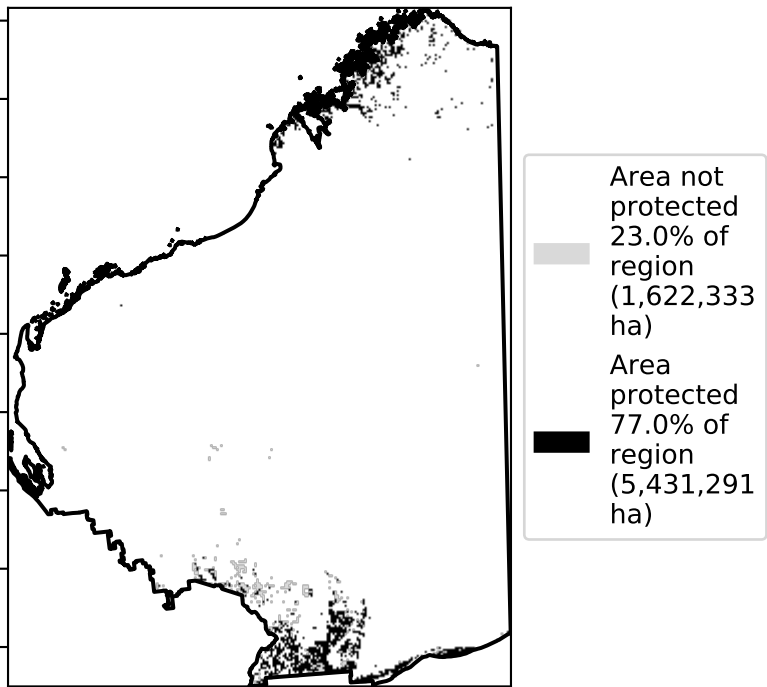 Area not
protected
23.0% of
region
(1,622,333
ha)
Area
protected
77.0% of
region
(5,431,291
ha)